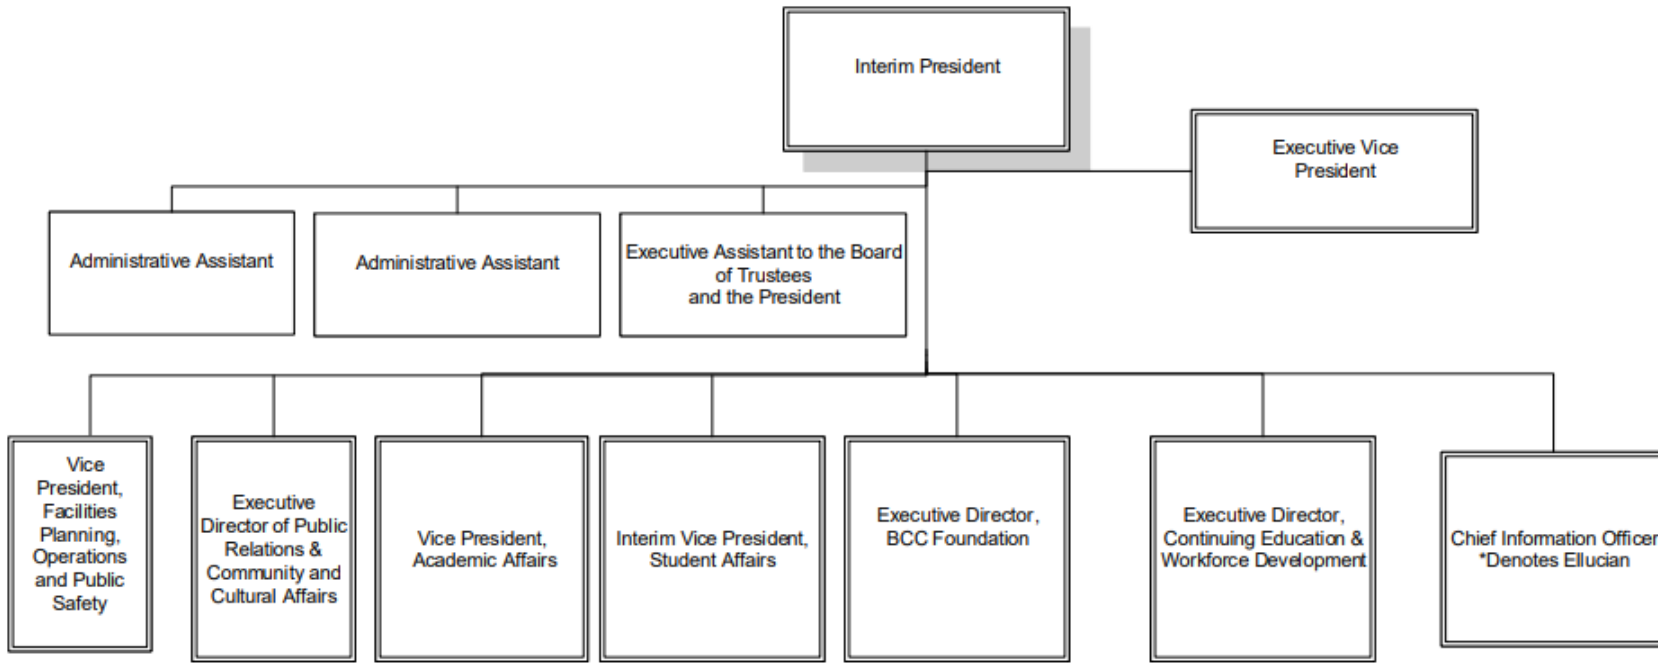 Interim President
Executive Vice
President
Administrative Assistant
Administrative Assistant
Executive Assistant to the Board
of Trustees
and the President
Vice
President,
Facilities
Planning,
Operations
and Public
Safety
Executive
Director of Public
Relations &
Community and
Cultural Affairs
Vice President,
Academic Affairs
Interim Vice President,
Student Affairs
Executive Director,
BCC Foundation
Executive Director,
Continuing Education &
Workforce Development
Chief Information Officer
*Denotes Ellucian